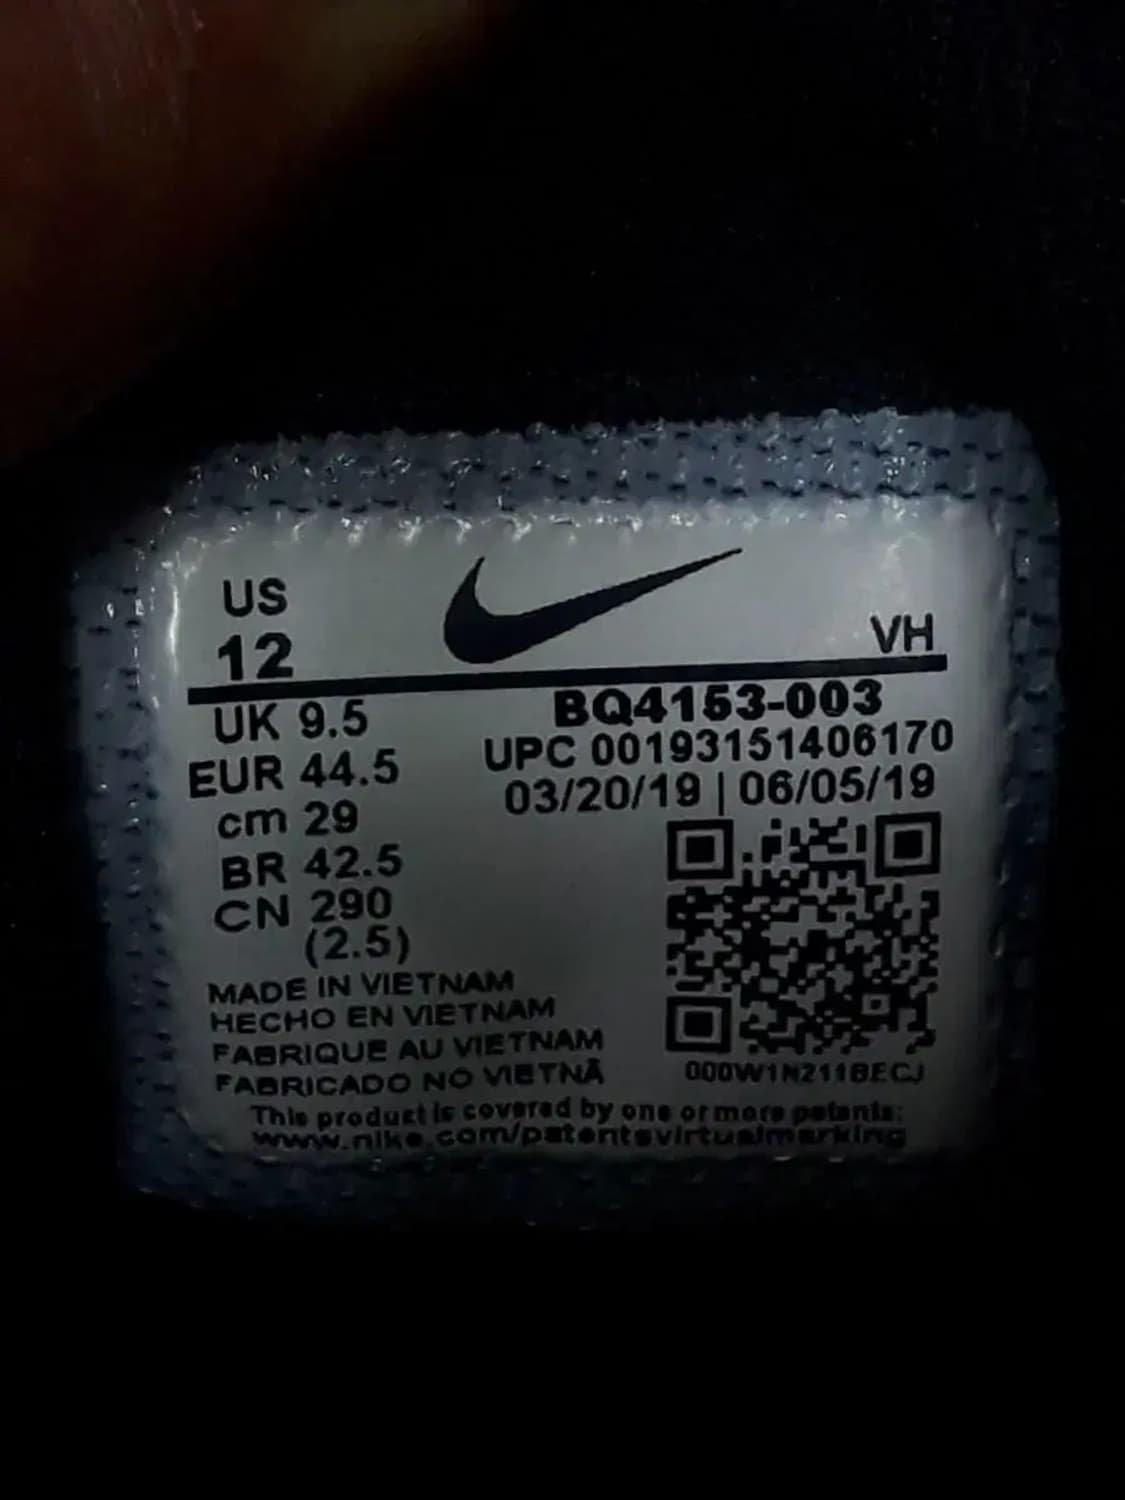 US
12
VH
UK 9.5
EUR 44.5
cm 29
BR 42.5
CN 290
(2.5)
BQ4153-003
UPC 00193151406170
03/20/19 | 06/05/19
MADE IN VIETNAM
HECHO EN VIETNAM
FABRIQUE AU VIETNAM
FABRICADO NO VIETNÃ
000W1N211BECJ
This product is covered by one or more patents:
www.nike.com/patentsvirtualmarking